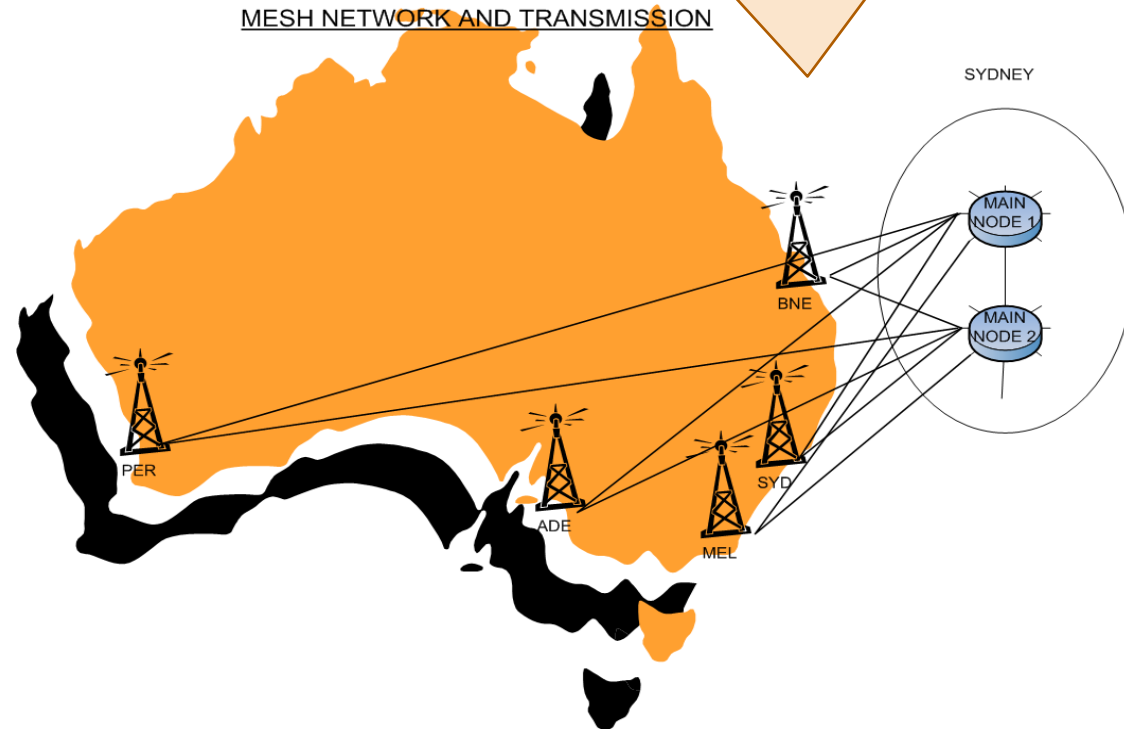 MESH NETWORK AND TRANSMISSION
SYDNEY
MAIN
NODE 1
BNE
MAIN
NODE 2
PER
SYD
ADE
MEL